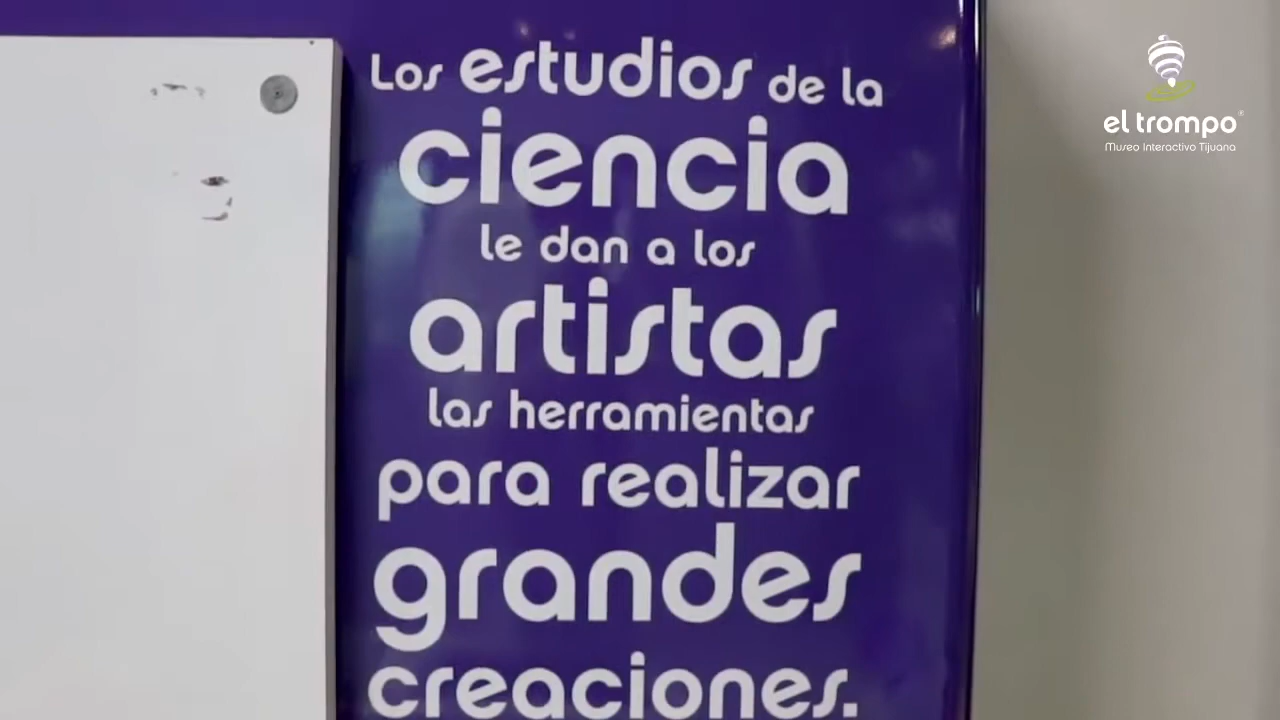 Los estudios de la
ciencia
le dan a los
artistas
las herramientas
para realizar
grandes
creaciones.
el trompo
Museo Interactivo Tijuana